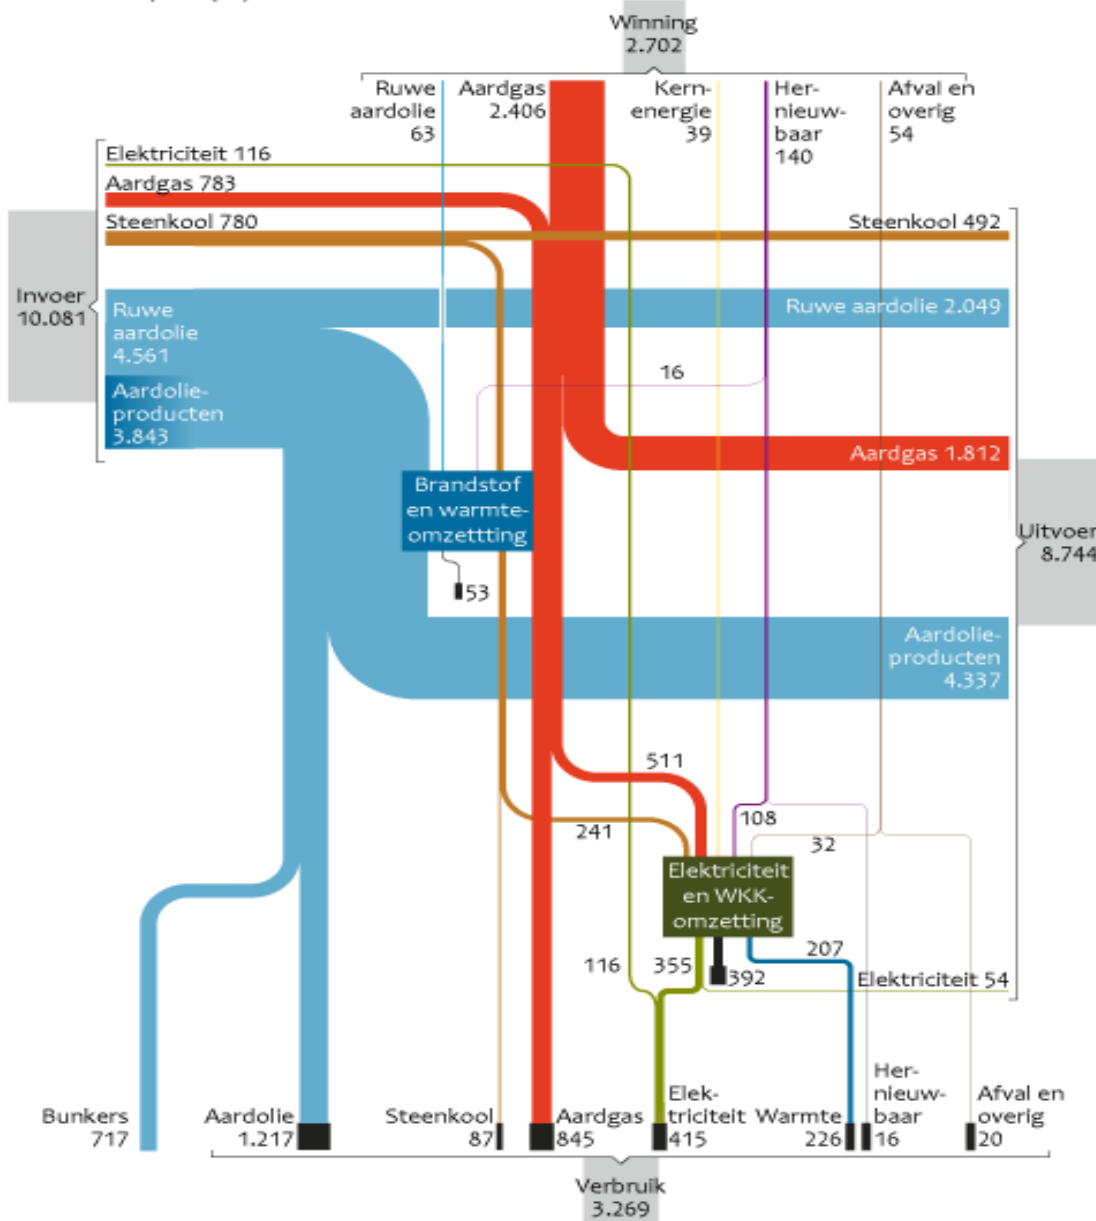 Winning
2.702
Ruwe
aardolie
63
Aardgas
2.406
Kern-
energie
39
Her-
nieuw-
baar
140
Afval en
overig
54
Elektriciteit 116
Aardgas 783
Steenkool 780
Steenkool 492
Invoer
10.081
Ruwe
aardolie
4.561
Ruwe aardolie 2.049
Aardolie-
producten
3.843
16
Aardgas 1.812
Brandstof
en warmte-
omzettting
Uitvoer
8.744
53
Aardolie-
producten
4.337
511
241
108
32
Elektriciteit
en WKK-
omzetting
116
355
392
207
Elektriciteit 54
Bunkers
717
Aardolie
1.217
Steenkool
87
Aardgas
845
Elek-
triciteit
415
Warmte
226
Her-
nieuw-
baar
16
Afval en
overig
20
Verbruik
3.269